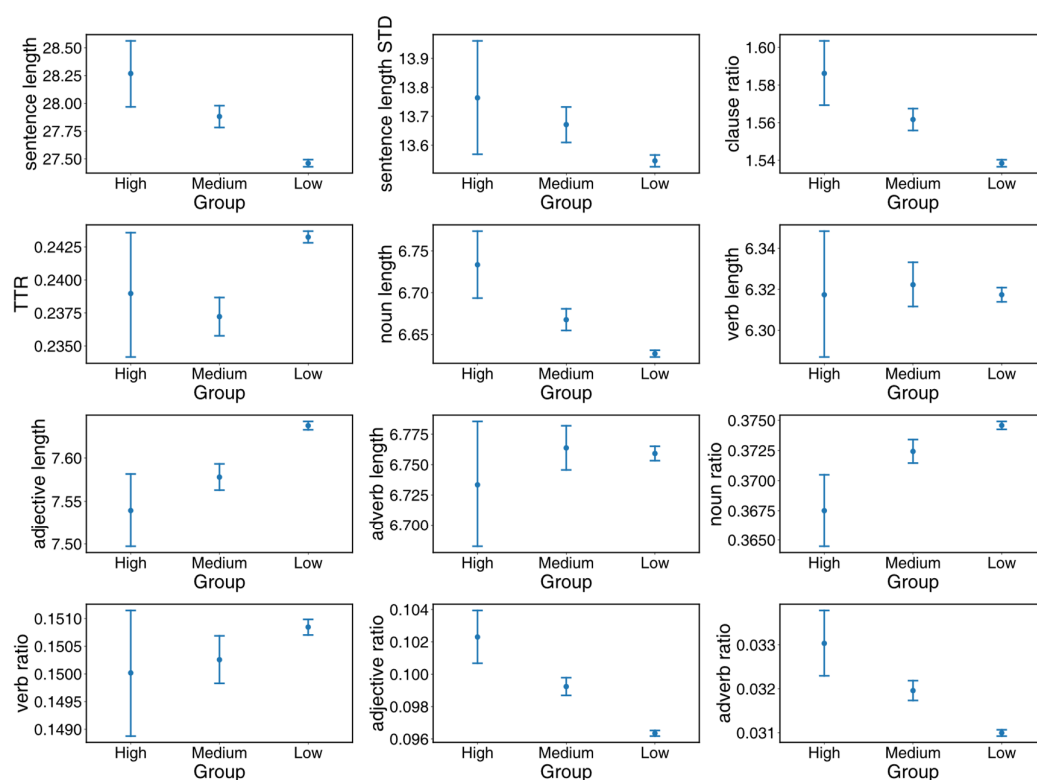 sentence length
28.50
28.25
28.00
27.75
27.50
High Medium Low
Group
sentence length STD
13.9
13.8
13.7
13.6
High Medium Low
Group
clause ratio
1.60
1.58
1.56
1.54
High Medium Low
Group
TTR
0.2425
0.2400
0.2375
0.2350
High Medium Low
Group
noun length
6.75
6.70
6.65
High Medium Low
Group
verb length
6.34
6.32
6.30
High Medium Low
Group
adjective length
7.60
7.55
7.50
High Medium Low
Group
adverb length
6.775
6.750
6.725
6.700
High Medium Low
Group
noun ratio
0.3750
0.3725
0.3700
0.3675
0.3650
High Medium Low
Group
verb ratio
0.1510
0.1505
0.1500
0.1495
0.1490
High Medium Low
Group
adjective ratio
0.104
0.102
0.100
0.098
0.096
High Medium Low
Group
adverb ratio
0.033
0.032
0.031
High Medium Low
Group